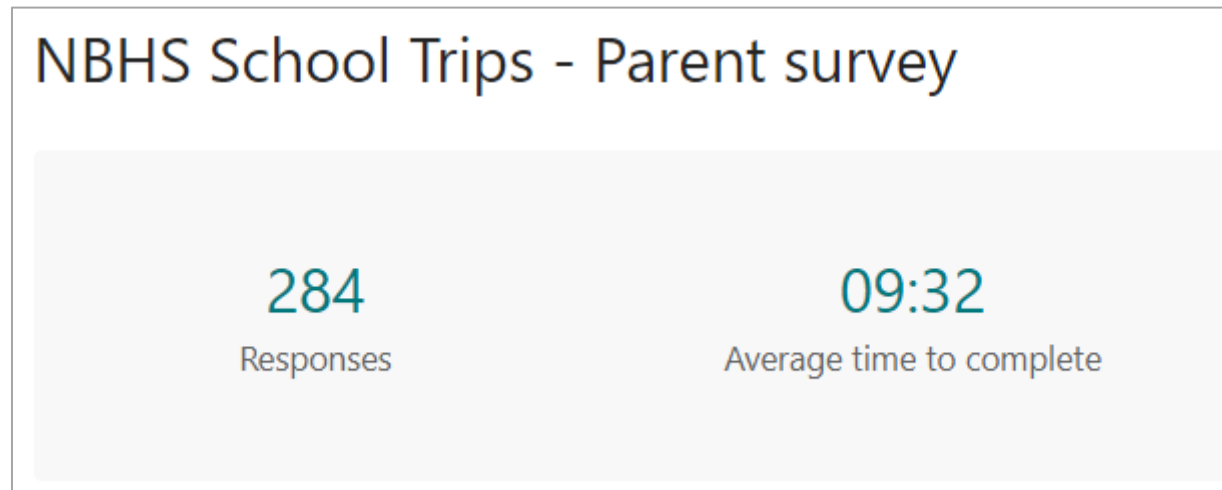 NBHS School Trips - Parent survey
284
Responses
09:32
Average time to complete